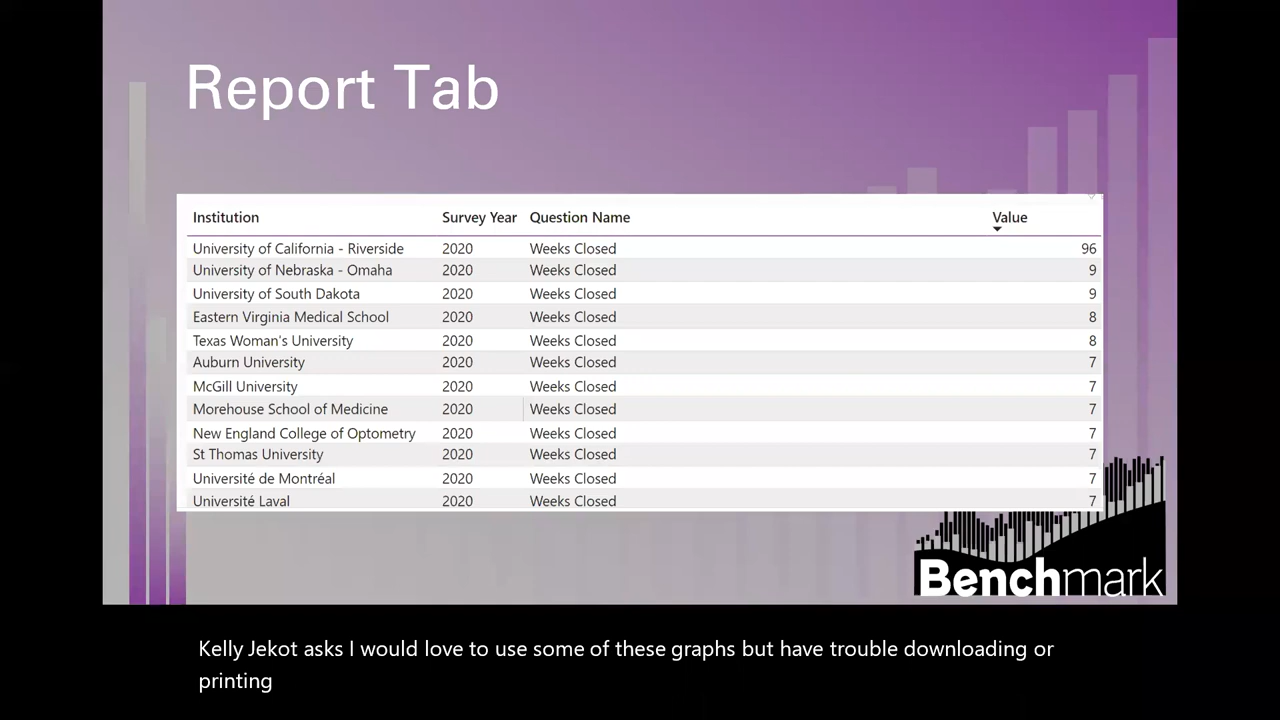 Report Tab
Institution Survey Year Question Name Value
University of California - Riverside 2020 Weeks Closed 96
University of Nebraska - Omaha 2020 Weeks Closed 9
University of South Dakota 2020 Weeks Closed 9
Eastern Virginia Medical School 2020 Weeks Closed 8
Texas Woman's University 2020 Weeks Closed 8
Auburn University 2020 Weeks Closed 7
McGill University 2020 Weeks Closed 7
Morehouse School of Medicine 2020 Weeks Closed 7
New England College of Optometry 2020 Weeks Closed 7
St Thomas University 2020 Weeks Closed 7
Université de Montréal 2020 Weeks Closed 7
Université Laval 2020 Weeks Closed 7
Benchmark
Kelly Jekot asks I would love to use some of these graphs but have trouble downloading or
printing